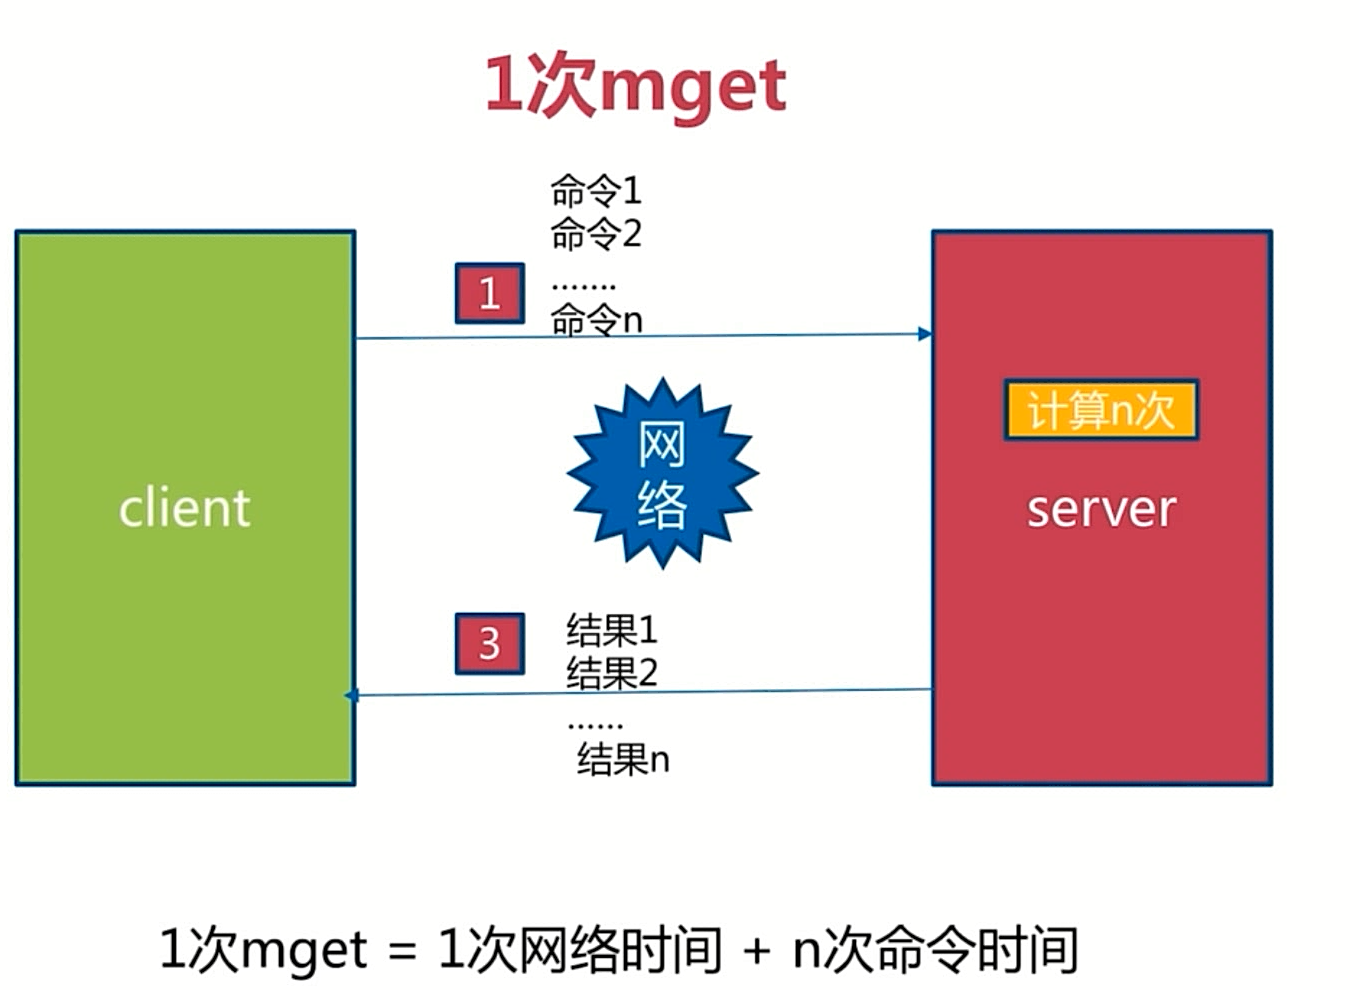 1次mget
命令1
命令2
.......
命令n
1
计算n次
网
络
client
server
3
结果1
结果2
......
结果n
1次mget = 1次网络时间 + n次命令时间